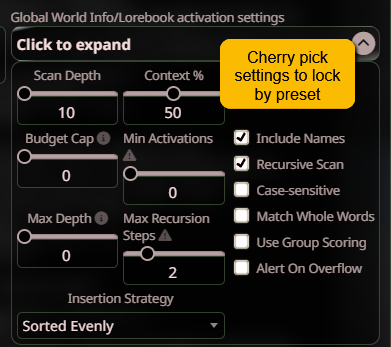 Global World Info/Lorebook activation settings
Click to expand
Cherry pick
settings to lock
by preset
Scan Depth
10
Context %
50
Budget Cap
0
Min Activations
0
Max Depth
0
Max Recursion
Steps
2
Include Names
Recursive Scan
Case-sensitive
Match Whole Words
Use Group Scoring
Alert On Overflow
Insertion Strategy
Sorted Evenly